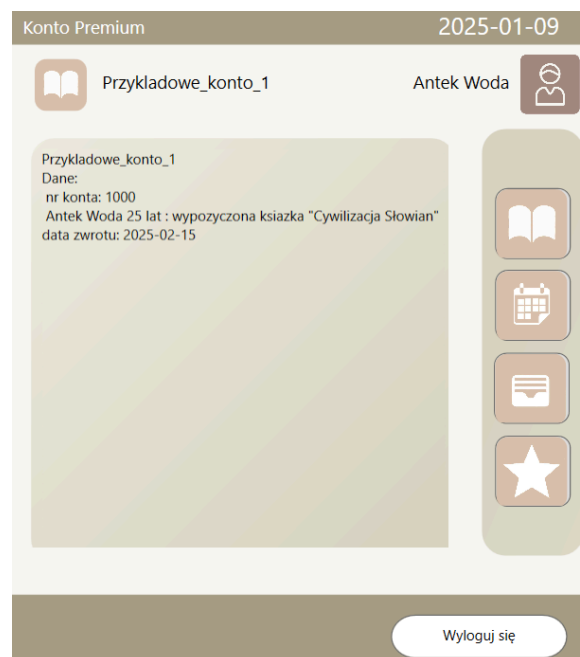 Konto Premium
2025-01-09
Przykladowe_konto_1
Antek Woda
Przykladowe_konto_1
Dane:
nr konta: 1000
Antek Woda 25 lat : wypozyczona ksiazka "Cywilizacja Słowian"
data zwrotu: 2025-02-15
Wyloguj się